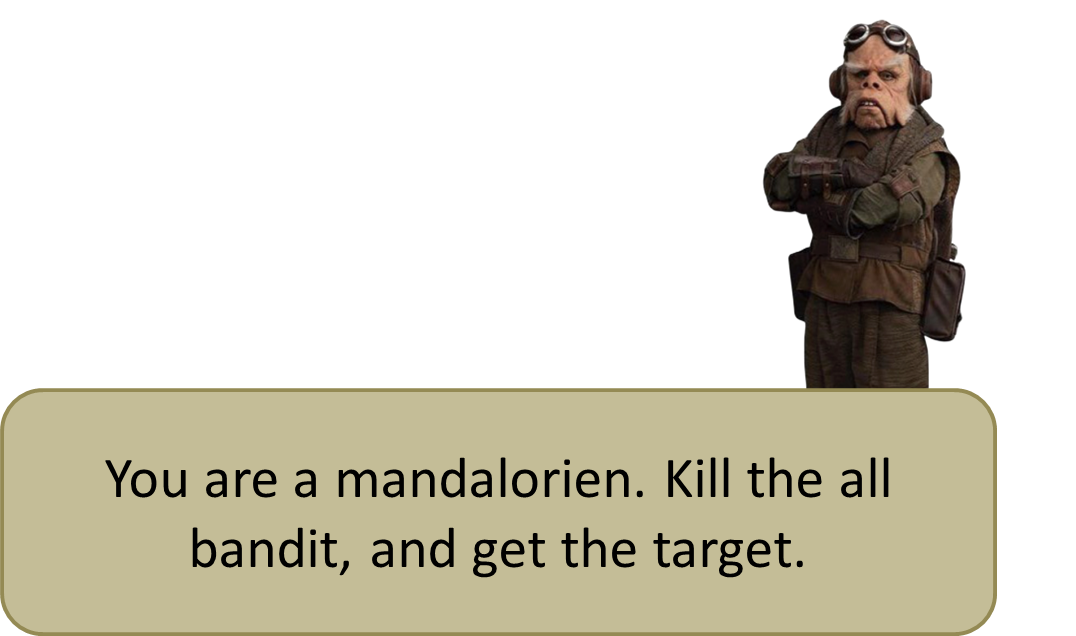 You are a mandalorien. Kill the all
bandit, and get the target.